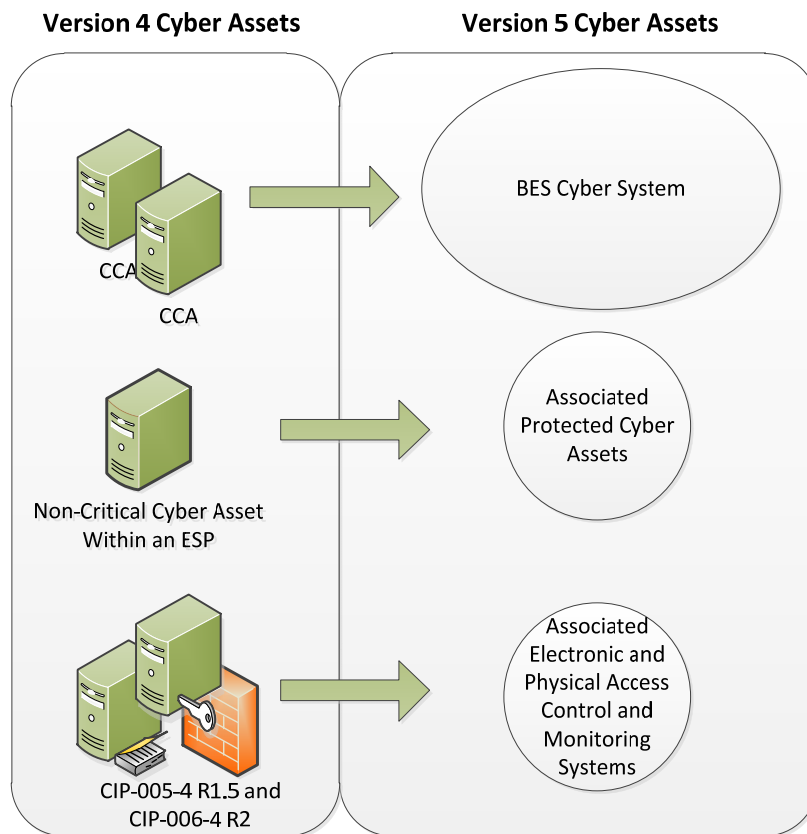 Version 4 Cyber Assets
Version 5 Cyber Assets
CCA
CCA
BES Cyber System
Non-Critical Cyber Asset
Within an ESP
Associated
Protected Cyber
Assets
CIP-005-4 R1.5 and
CIP-006-4 R2
Associated
Electronic and
Physical Access
Control and
Monitoring
Systems